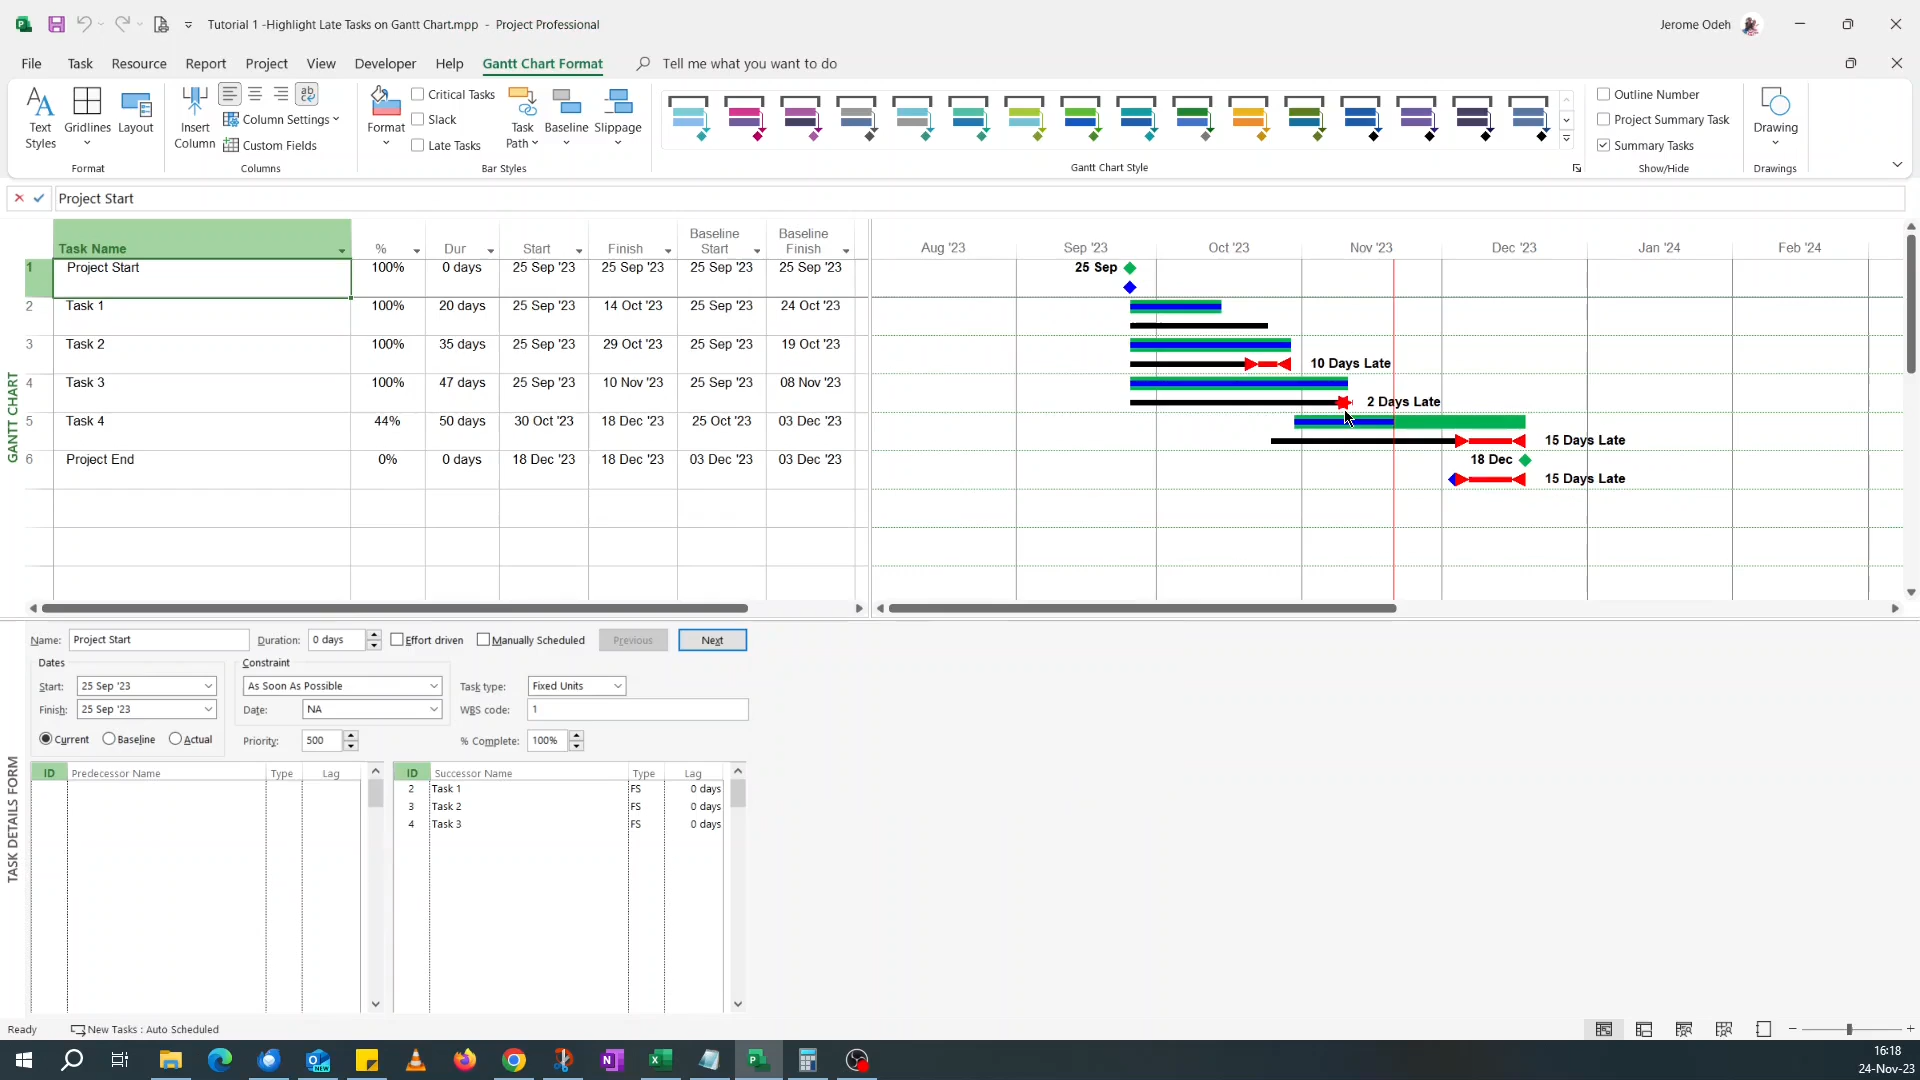 Tutorial 1 -Highlight Late Tasks on Gantt Chart.mpp - Project Professional
Jerome Odeh
File Task Resource Report Project View Developer Help Gantt Chart Format Tell me what you want to do
Text Styles
Gridlines
Layout
Format
Insert Column
Column Settings
Custom Fields
Columns
Format
Critical Tasks
Slack
Late Tasks
Task Path
Baseline
Slippage
Bar Styles
Gantt Chart Style
Outline Number
Project Summary Task
Summary Tasks
Show/Hide
Drawing
Drawings
Project Start
GANTT CHART
Task Name % Dur Start Finish Baseline Start Baseline Finish
1 Project Start 100% 0 days 25 Sep '23 25 Sep '23 25 Sep '23 25 Sep '23
2 Task 1 100% 20 days 25 Sep '23 14 Oct '23 25 Sep '23 24 Oct '23
3 Task 2 100% 35 days 25 Sep '23 29 Oct '23 25 Sep '23 19 Oct '23
4 Task 3 100% 47 days 25 Sep '23 10 Nov '23 25 Sep '23 08 Nov '23
5 Task 4 44% 50 days 30 Oct '23 18 Dec '23 25 Oct '23 03 Dec '23
6 Project End 0% 0 days 18 Dec '23 18 Dec '23 03 Dec '23 03 Dec '23
Aug '23 Sep '23 Oct '23 Nov '23 Dec '23 Jan '24 Feb '24
25 Sep
10 Days Late
2 Days Late
15 Days Late
18 Dec
15 Days Late
TASK DETAILS FORM
Name: Project Start Duration: 0 days Effort driven Manually Scheduled Previous Next
Dates
Constraint
Start: 25 Sep '23 As Soon As Possible Task type: Fixed Units
Finish: 25 Sep '23 Date: NA WBS code: 1
Current Baseline Actual Priority: 500 % Complete: 100%
ID Predecessor Name Type Lag
ID Successor Name Type Lag
2 Task 1 FS 0 days
3 Task 2 FS 0 days
4 Task 3 FS 0 days
Ready New Tasks : Auto Scheduled
16:18
24-Nov-23